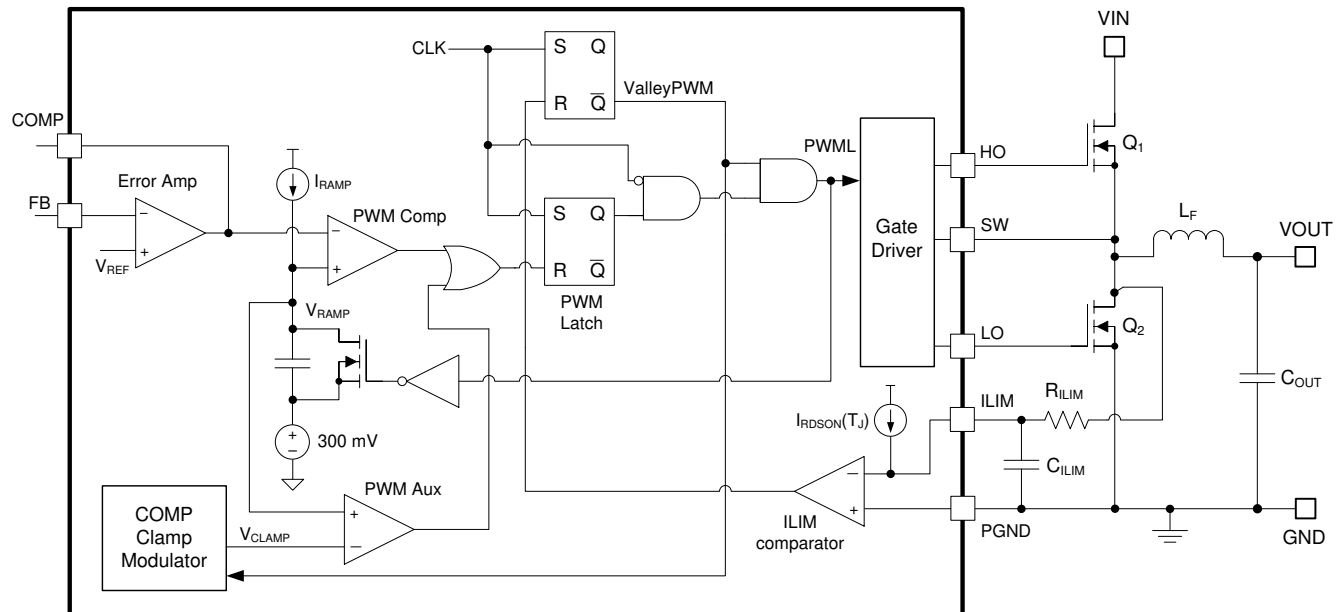 VIN
CLK
S Q
R Q̅
ValleyPWM
COMP
PWML
HO
Q₁
Error Amp
I_RAMP
FB
PWM Comp
−
+
V_REF
−
+
S Q
R Q̅
PWM
Latch
Gate
Driver
SW
L_F
VOUT
V_RAMP
LO
Q₂
C_OUT
R_ILIM
ILIM
I_RDSON(T_J)
+
−
300 mV
C_ILIM
PWM Aux
−
+
ILIM
comparator
COMP
Clamp
Modulator
V_CLAMP
+
−
PGND
GND